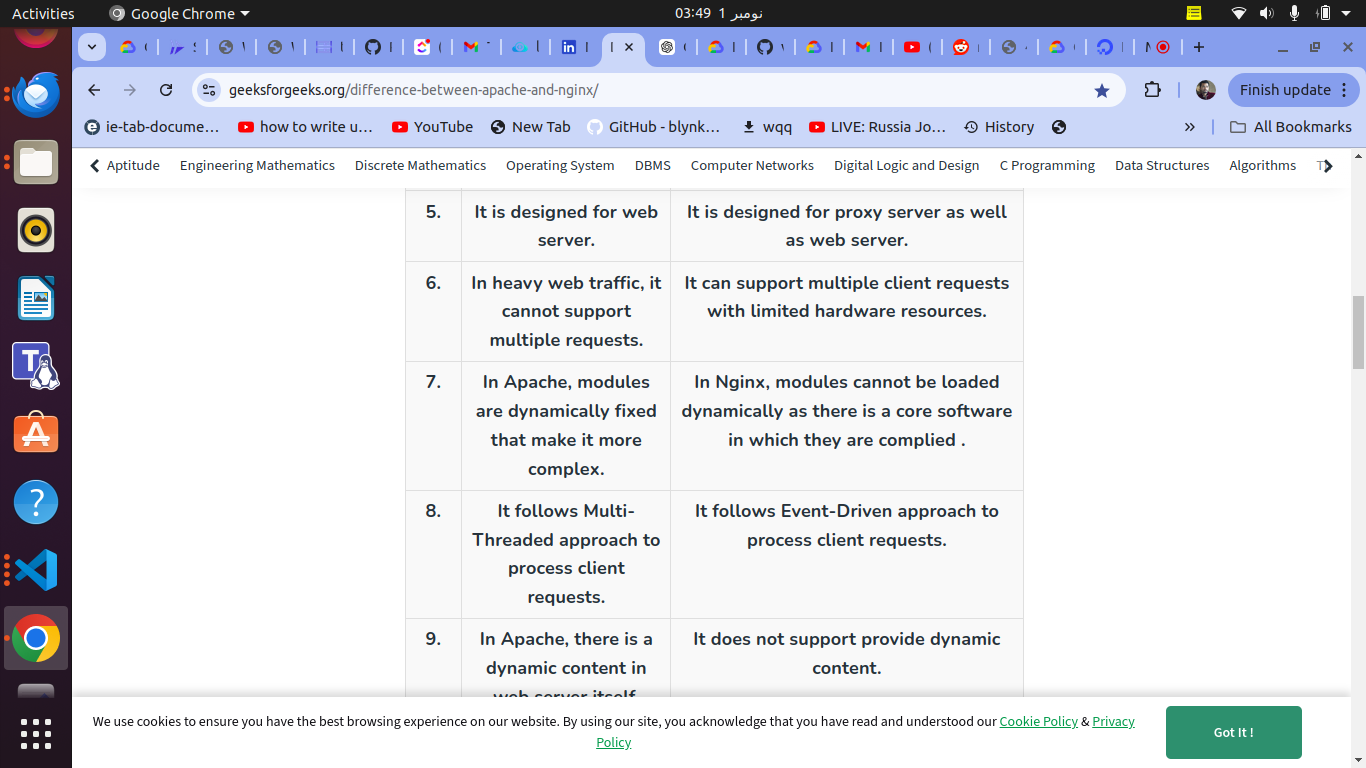 Activities
Google Chrome
03:49 1 نومبر
geeksforgeeks.org/difference-between-apache-and-nginx/
Finish update
ie-tab-docume…
how to write u…
YouTube
New Tab
GitHub - blynk…
wqq
LIVE: Russia Jo…
History
»
All Bookmarks
Aptitude
Engineering Mathematics
Discrete Mathematics
Operating System
DBMS
Computer Networks
Digital Logic and Design
C Programming
Data Structures
Algorithms
5.
It is designed for web
server.
It is designed for proxy server as well
as web server.
6.
In heavy web traffic, it
cannot support
multiple requests.
It can support multiple client requests
with limited hardware resources.
7.
In Apache, modules
are dynamically fixed
that make it more
complex.
In Nginx, modules cannot be loaded
dynamically as there is a core software
in which they are complied .
8.
It follows Multi-
Threaded approach to
process client
requests.
It follows Event-Driven approach to
process client requests.
9.
In Apache, there is a
dynamic content in
web server itself.
It does not support provide dynamic
content.
We use cookies to ensure you have the best browsing experience on our website. By using our site, you acknowledge that you have read and understood our Cookie Policy & Privacy
Policy
Got It !